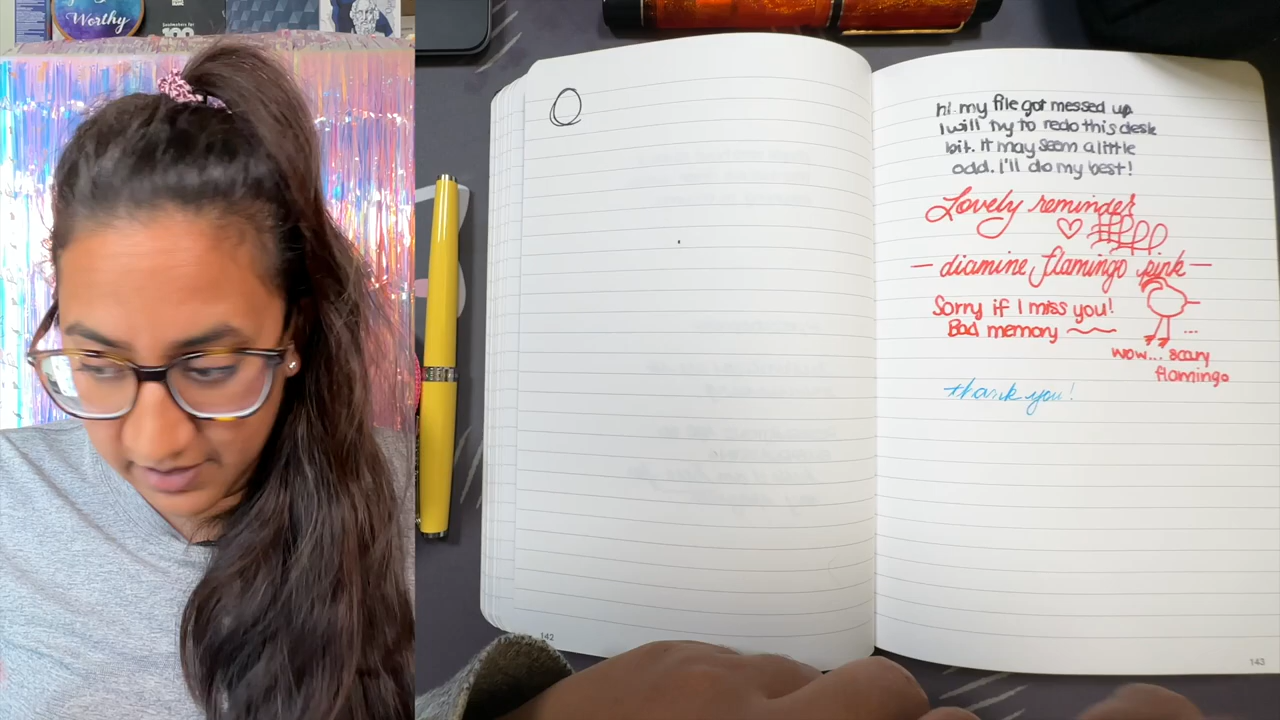 Worthy
100
hi my file got messed up
I will try to redo this desk
bit. It may seem a little
odd. I'll do my best!
Lovely reminder
— diamine flamingo pink —
Sorry if I miss you!
Bad memory
...
wow... scary
flamingo
thank you!
142
143